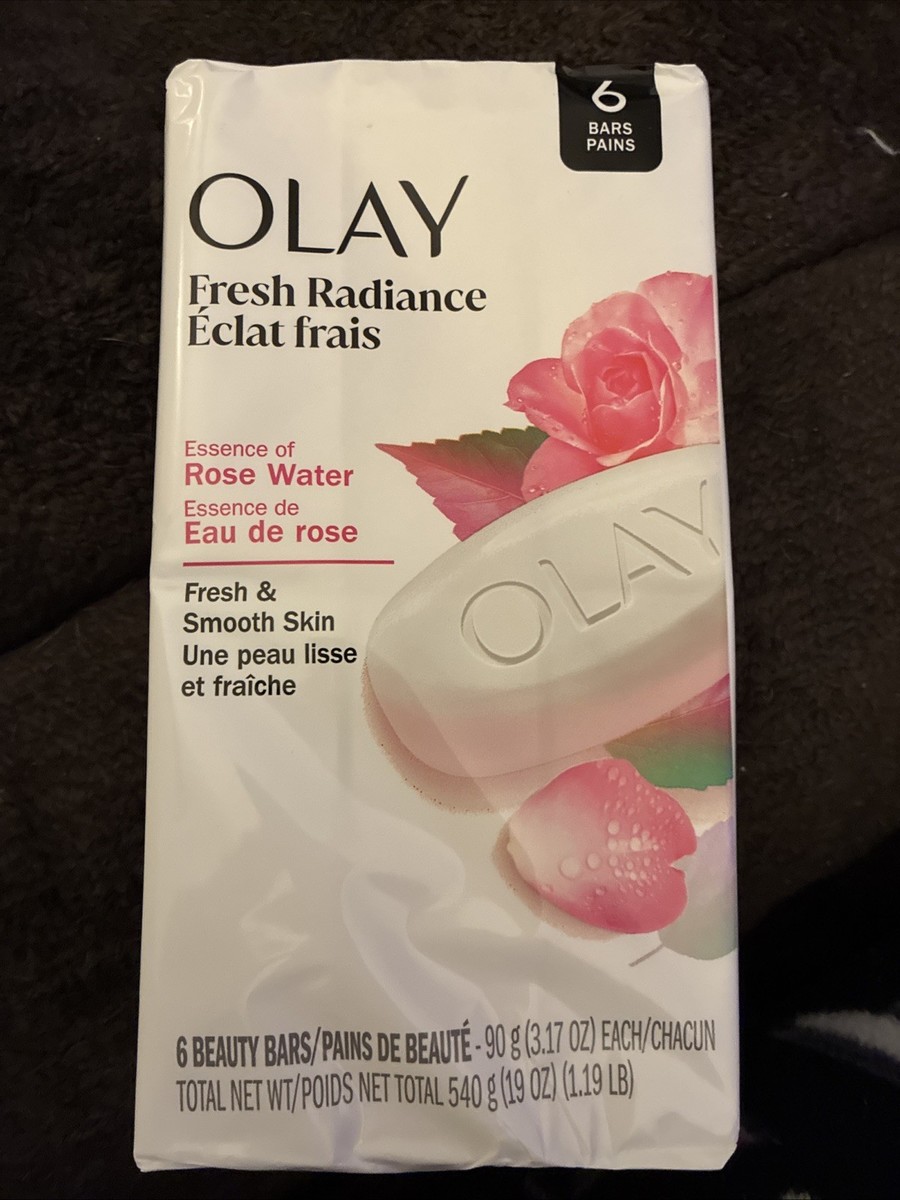 6
BARS
PAINS
OLAY
Fresh Radiance
Éclat frais
Essence of
Rose Water
Essence de
Eau de rose
Fresh &
Smooth Skin
Une peau lisse
et fraîche
OLAY
6 BEAUTY BARS/PAINS DE BEAUTÉ - 90 g (3.17 OZ) EACH/CHACUN
TOTAL NET WT/POIDS NET TOTAL 540 g (19 OZ) (1.19 LB)